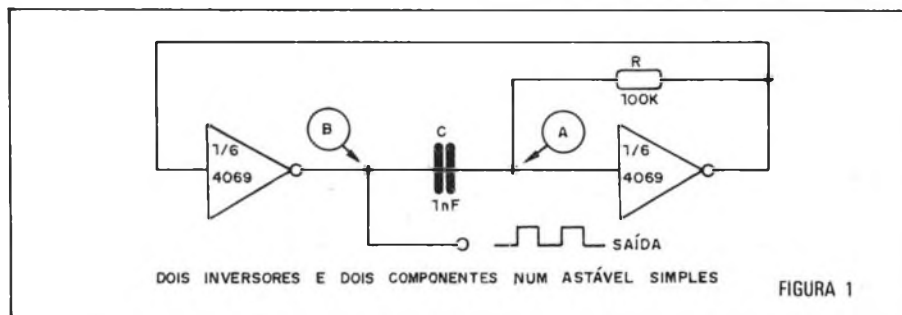 R
100K
B
C
A
1/6
4069
1/6
4069
1nF
SAÍDA
DOIS INVERSORES E DOIS COMPONENTES NUM ASTÁVEL SIMPLES
FIGURA 1